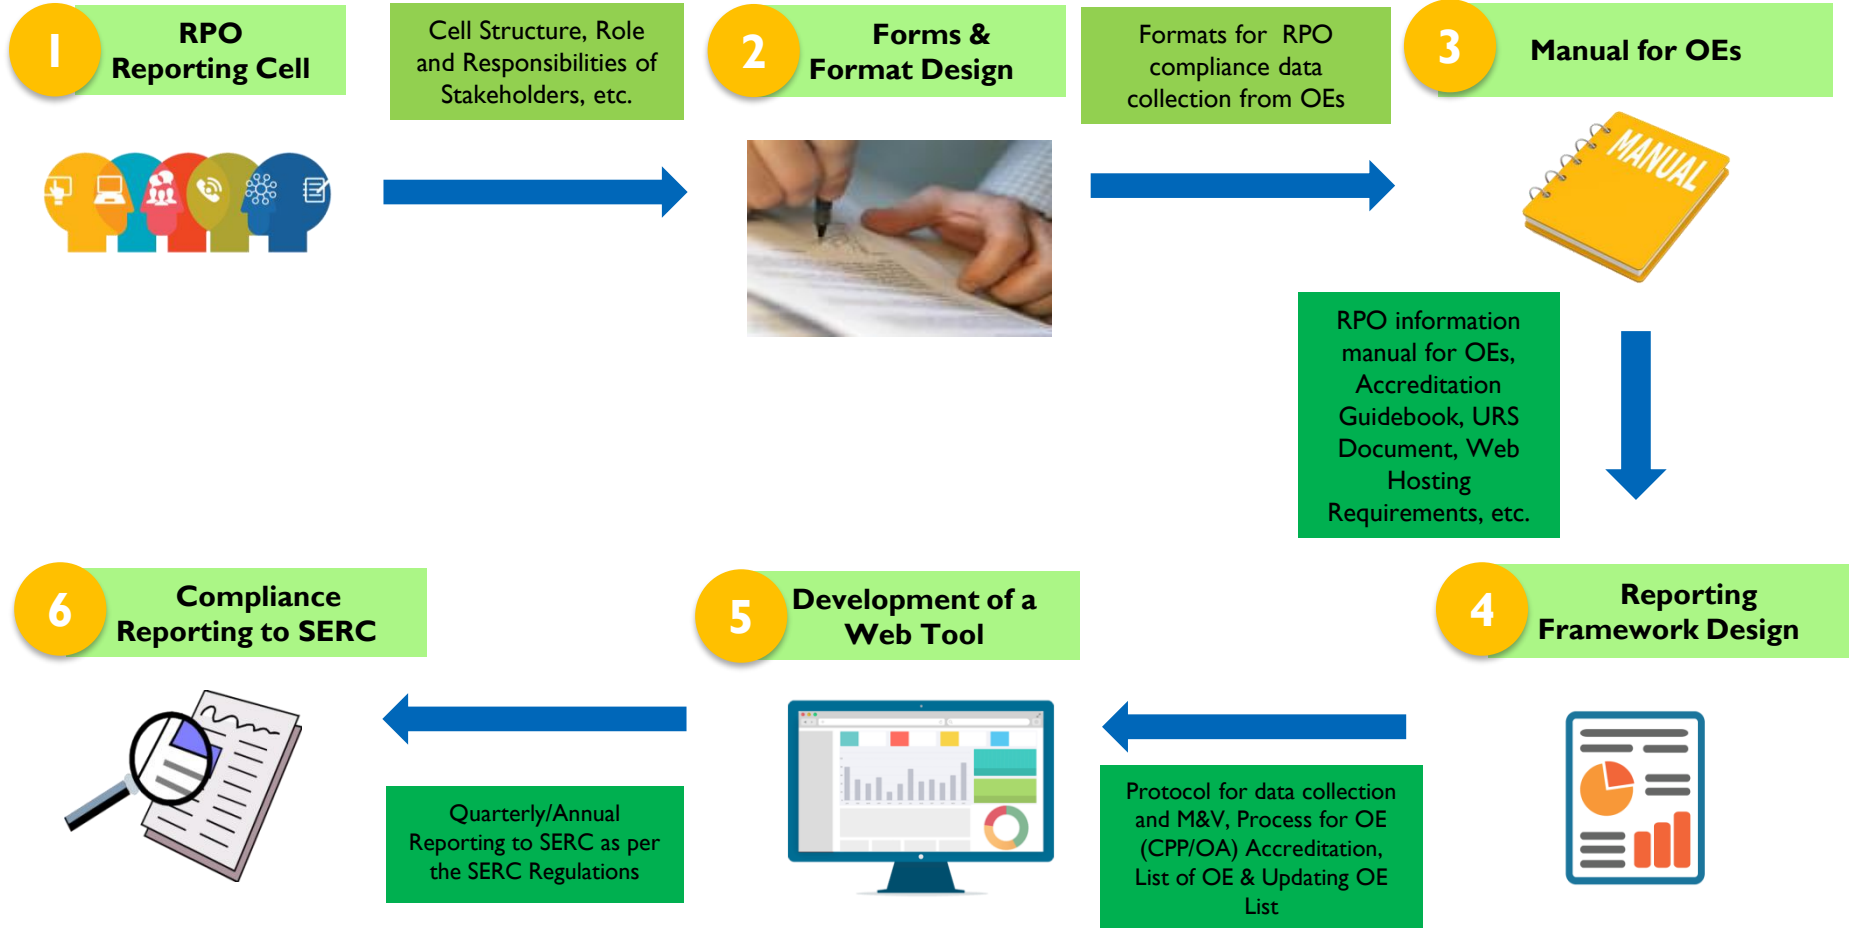 1
RPO
Reporting Cell
Cell Structure, Role
and Responsibilities of
Stakeholders, etc.
2
Forms &
Format Design
Formats for RPO
compliance data
collection from OEs
3
Manual for OEs
MANUAL
RPO information
manual for OEs,
Accreditation
Guidebook, URS
Document, Web
Hosting
Requirements, etc.
4
Reporting
Framework Design
Protocol for data collection
and M&V, Process for OE
(CPP/OA) Accreditation,
List of OE & Updating OE
List
5
Development of a
Web Tool
Quarterly/Annual
Reporting to SERC as per
the SERC Regulations
6
Compliance
Reporting to SERC